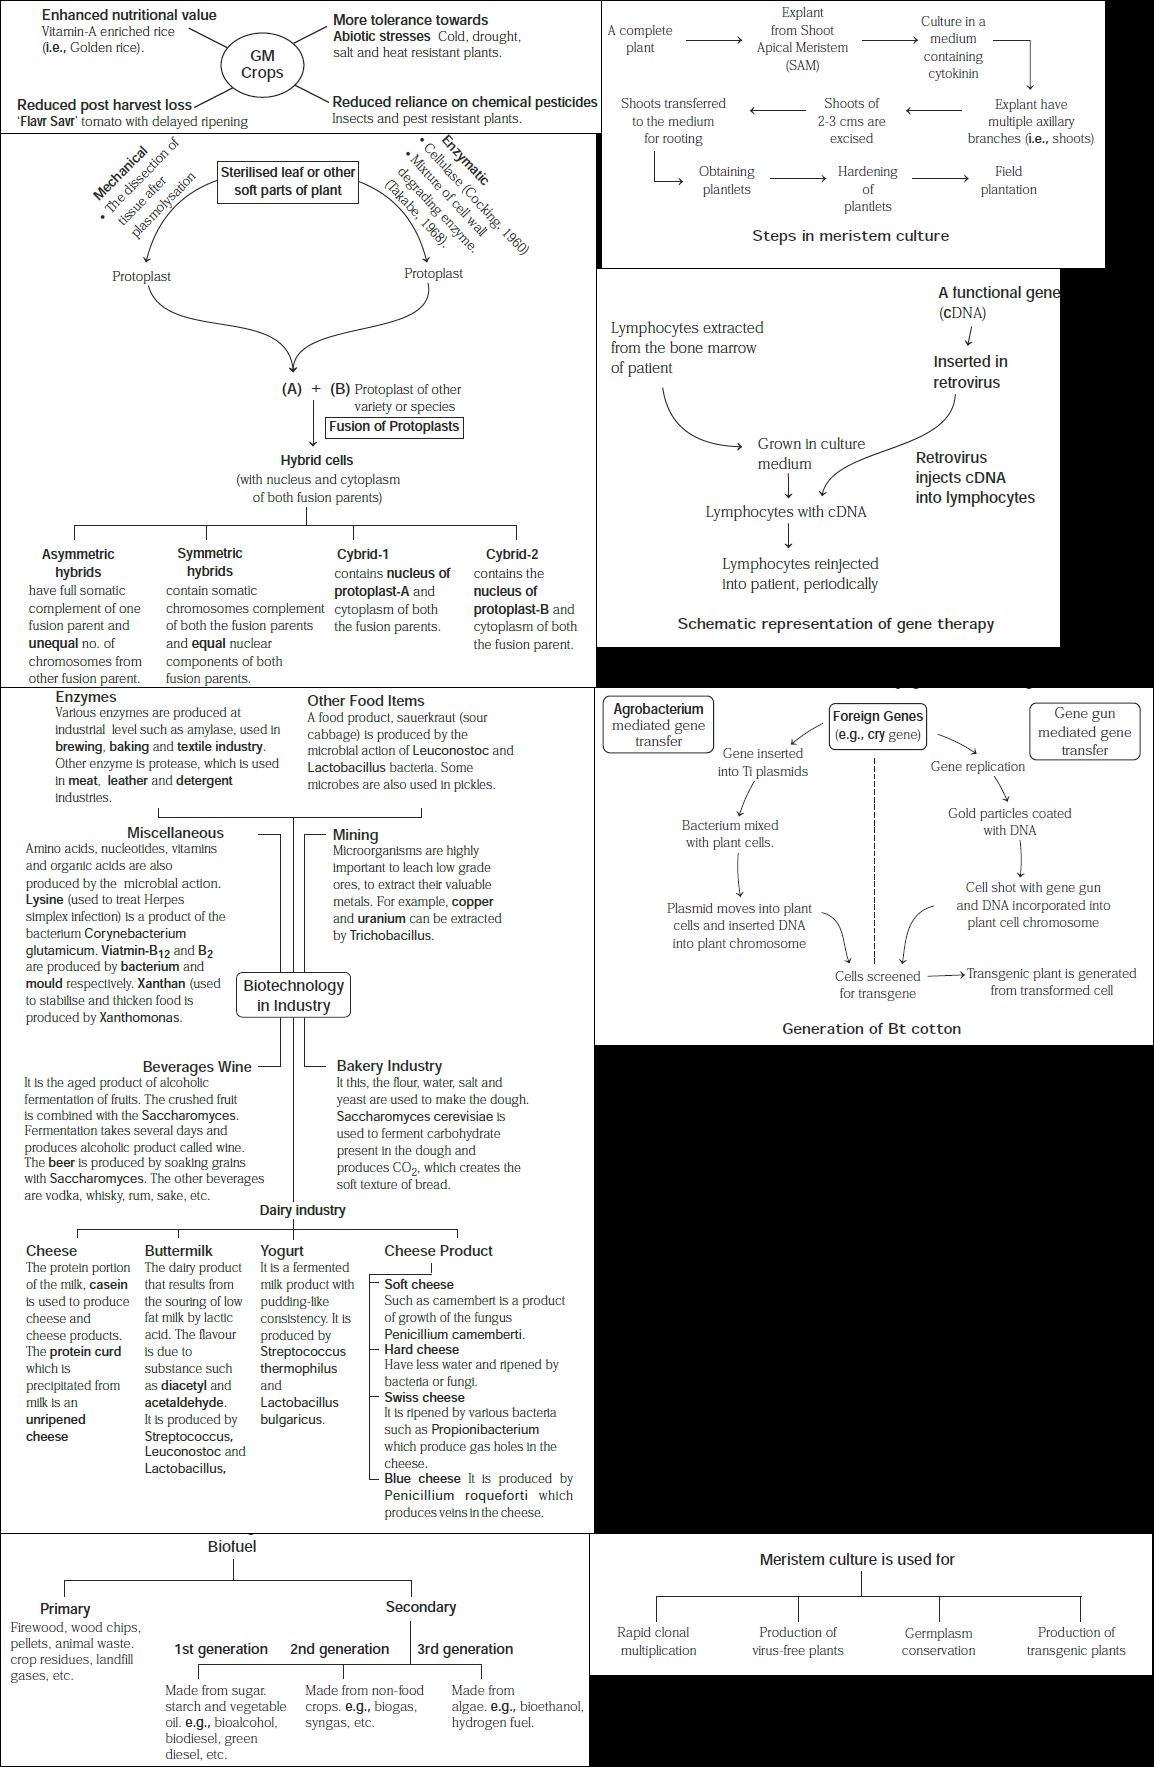 Enhanced nutritional value
Vitamin-A enriched rice
(i.e., Golden rice).
More tolerance towards
Abiotic stresses Cold, drought,
salt and heat resistant plants.
GM
Crops
Reduced post harvest loss
'Flavr Savr' tomato with delayed ripening
Reduced reliance on chemical pesticides
Insects and pest resistant plants.
A complete
plant
Explant
from Shoot
Apical Meristem
(SAM)
Culture in a
medium
containing
cytokinin
Shoots transferred
to the medium
for rooting
Shoots of
2-3 cms are
excised
Explant have
multiple axillary
branches (i.e., shoots)
Obtaining
plantlets
Hardening
of
plantlets
Field
plantation
Steps in meristem culture
Mechanical
• The dissection of
tissue after
plasmolysation
Sterilised leaf or other
soft parts of plant
Enzymatic
• Cellulase (Cocking, 1960)
• Mixture of cell wall
degrading enzyme.
(Takabe, 1968).
Protoplast
Protoplast
(A) + (B) Protoplast of other
variety or species
Fusion of Protoplasts
Hybrid cells
(with nucleus and cytoplasm
of both fusion parents)
Asymmetric
hybrids
have full somatic
complement of one
fusion parent and
unequal no. of
chromosomes from
other fusion parent.
Symmetric
hybrids
contain somatic
chromosomes complement
of both the fusion parents
and equal nuclear
components of both
fusion parents.
Cybrid-1
contains nucleus of
protoplast-A and
cytoplasm of both
the fusion parents.
Cybrid-2
contains the
nucleus of
protoplast-B and
cytoplasm of both
the fusion parent.
A functional gene
(cDNA)
Lymphocytes extracted
from the bone marrow
of patient
Inserted in
retrovirus
Grown in culture
medium
Retrovirus
injects cDNA
into lymphocytes
Lymphocytes with cDNA
Lymphocytes reinjected
into patient, periodically
Schematic representation of gene therapy
Enzymes
Various enzymes are produced at
industrial level such as amylase, used in
brewing, baking and textile industry.
Other enzyme is protease, which is used
in meat, leather and detergent
industries.
Other Food Items
A food product, sauerkraut (sour
cabbage) is produced by the
microbial action of Leuconostoc and
Lactobacillus bacteria. Some
microbes are also used in pickles.
Miscellaneous
Amino acids, nucleotides, vitamins
and organic acids are also
produced by the microbial action.
Lysine (used to treat Herpes
simplex infection) is a product of the
bacterium Corynebacterium
glutamicum. Viatmin-B12 and B2
are produced by bacterium and
mould respectively. Xanthan (used
to stabilise and thicken food is
produced by Xanthomonas.
Mining
Microorganisms are highly
important to leach low grade
ores, to extract their valuable
metals. For example, copper
and uranium can be extracted
by Trichobacillus.
Biotechnology
in Industry
Beverages Wine
It is the aged product of alcoholic
fermentation of fruits. The crushed fruit
is combined with the Saccharomyces.
Fermentation takes several days and
produces alcoholic product called wine.
The beer is produced by soaking grains
with Saccharomyces. The other beverages
are vodka, whisky, rum, sake, etc.
Bakery Industry
It this, the flour, water, salt and
yeast are used to make the dough.
Saccharomyces cerevisiae is
used to ferment carbohydrate
present in the dough and
produces CO2, which creates the
soft texture of bread.
Dairy industry
Cheese
The protein portion
of the milk, casein
is used to produce
cheese and
cheese products.
The protein curd
which is
precipitated from
milk is an
unripened
cheese
Buttermilk
The dairy product
that results from
the souring of low
fat milk by lactic
acid. The flavour
is due to
substance such
as diacetyl and
acetaldehyde.
It is produced by
Streptococcus,
Leuconostoc and
Lactobacillus,
Yogurt
It is a fermented
milk product with
pudding-like
consistency. It is
produced by
Streptococcus
thermophilus
and
Lactobacillus
bulgaricus.
Cheese Product
Soft cheese
Such as camembert is a product
of growth of the fungus
Penicillium camemberti.
Hard cheese
Have less water and ripened by
bacteria or fungi.
Swiss cheese
It is ripened by various bacteria
such as Propionibacterium
which produce gas holes in the
cheese.
Blue cheese It is produced by
Penicillium roqueforti which
produces veins in the cheese.
Agrobacterium
mediated gene
transfer
Foreign Genes
(e.g., cry gene)
Gene gun
mediated gene
transfer
Gene inserted
into Ti plasmids
Gene replication
Bacterium mixed
with plant cells.
Gold particles coated
with DNA
Plasmid moves into plant
cells and inserted DNA
into plant chromosome
Cell shot with gene gun
and DNA incorporated into
plant cell chromosome
Cells screened
for transgene
Transgenic plant is generated
from transformed cell
Generation of Bt cotton
Biofuel
Primary
Firewood, wood chips,
pellets, animal waste.
crop residues, landfill
gases, etc.
Secondary
1st generation
2nd generation
3rd generation
Made from sugar.
starch and vegetable
oil. e.g., bioalcohol,
biodiesel, green
diesel, etc.
Made from non-food
crops. e.g., biogas,
syngas, etc.
Made from
algae. e.g., bioethanol,
hydrogen fuel.
Meristem culture is used for
Rapid clonal
multiplication
Production of
virus-free plants
Germplasm
conservation
Production of
transgenic plants